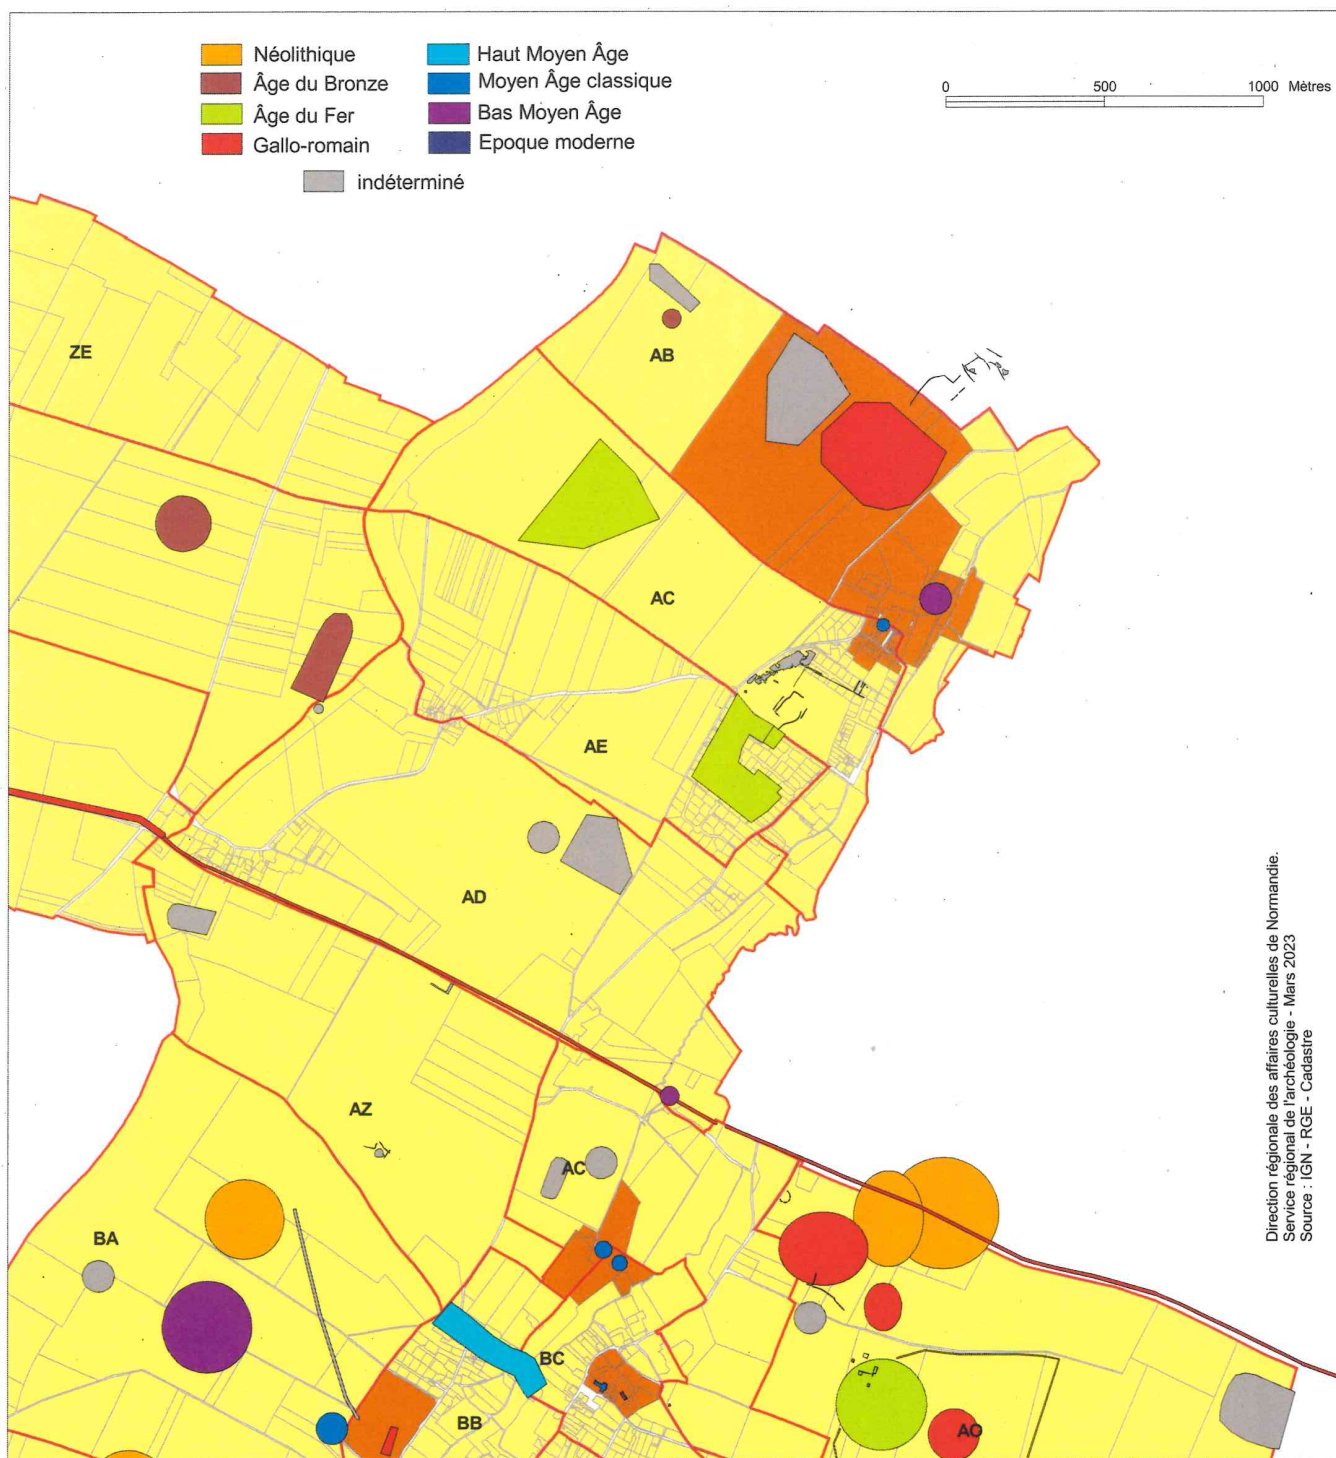 Néolithique
Âge du Bronze
Âge du Fer
Gallo-romain
Haut Moyen Âge
Moyen Âge classique
Bas Moyen Âge
Epoque moderne
indéterminé
0 500 1000 Mètres
ZE
AB
AC
AE
AD
AZ
AC
BA
BC
BB
AO
Direction régionale des affaires culturelles de Normandie.
Service régional de l'archéologie - Mars 2023
Source : IGN - RGE - Cadastre